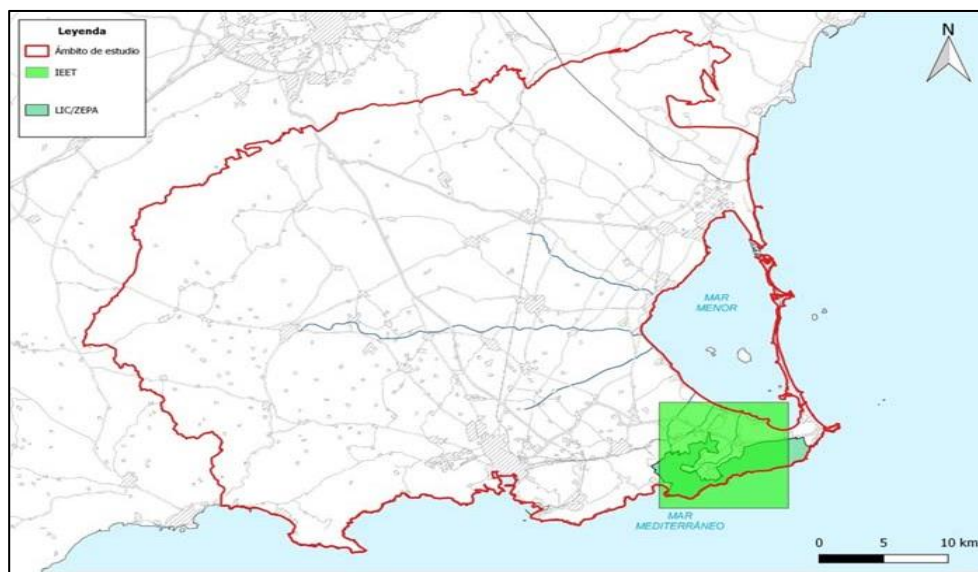 Leyenda
Ámbito de estudio
IEET
LIC/ZEPA
N
MAR
MENOR
MAR
MEDITERRÁNEO
0 5 10 km